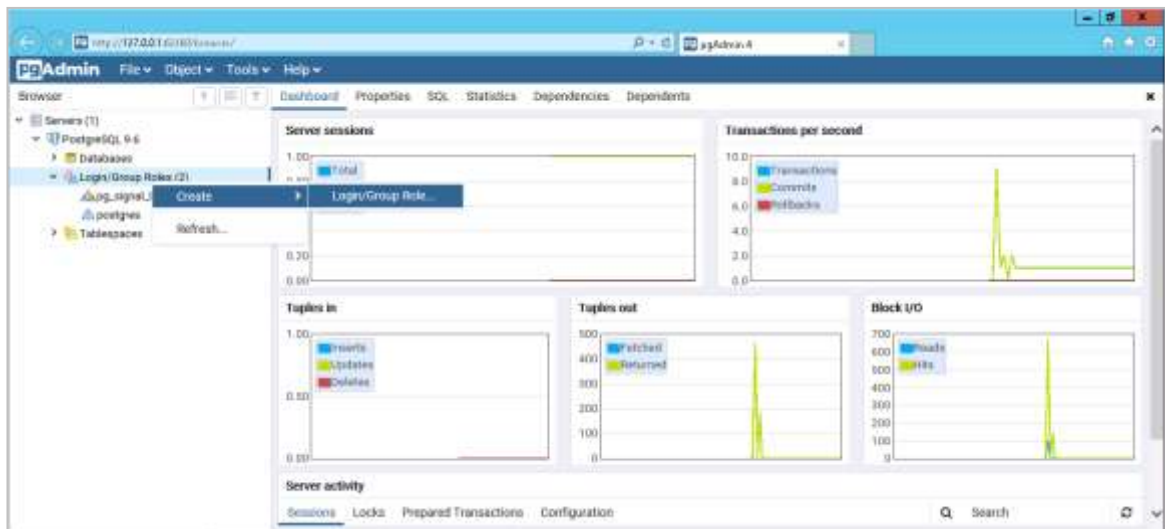 pgAdmin 4
pgAdmin File Object Tools Help
Browser
Dashboard Properties SQL Statistics Dependencies Dependents
Servers (1)
PostgreSQL 9.6
Databases
Login/Group Roles (2)
pg_signal_
postgres
Tablespaces
Create
Login/Group Role...
Refresh...
Server sessions
1.00
Total
0.20
0.00
Transactions per second
10.0
8.0
6.0
4.0
2.0
0.0
Transactions
Commits
Rollbacks
Tuples in
1.00
0.50
0.00
Inserts
Updates
Deletes
Tuples out
500
400
300
200
100
0
Fetched
Returned
Block I/O
700
600
500
400
300
200
100
0
Reads
Hits
Server activity
Sessions Locks Prepared Transactions Configuration
Search